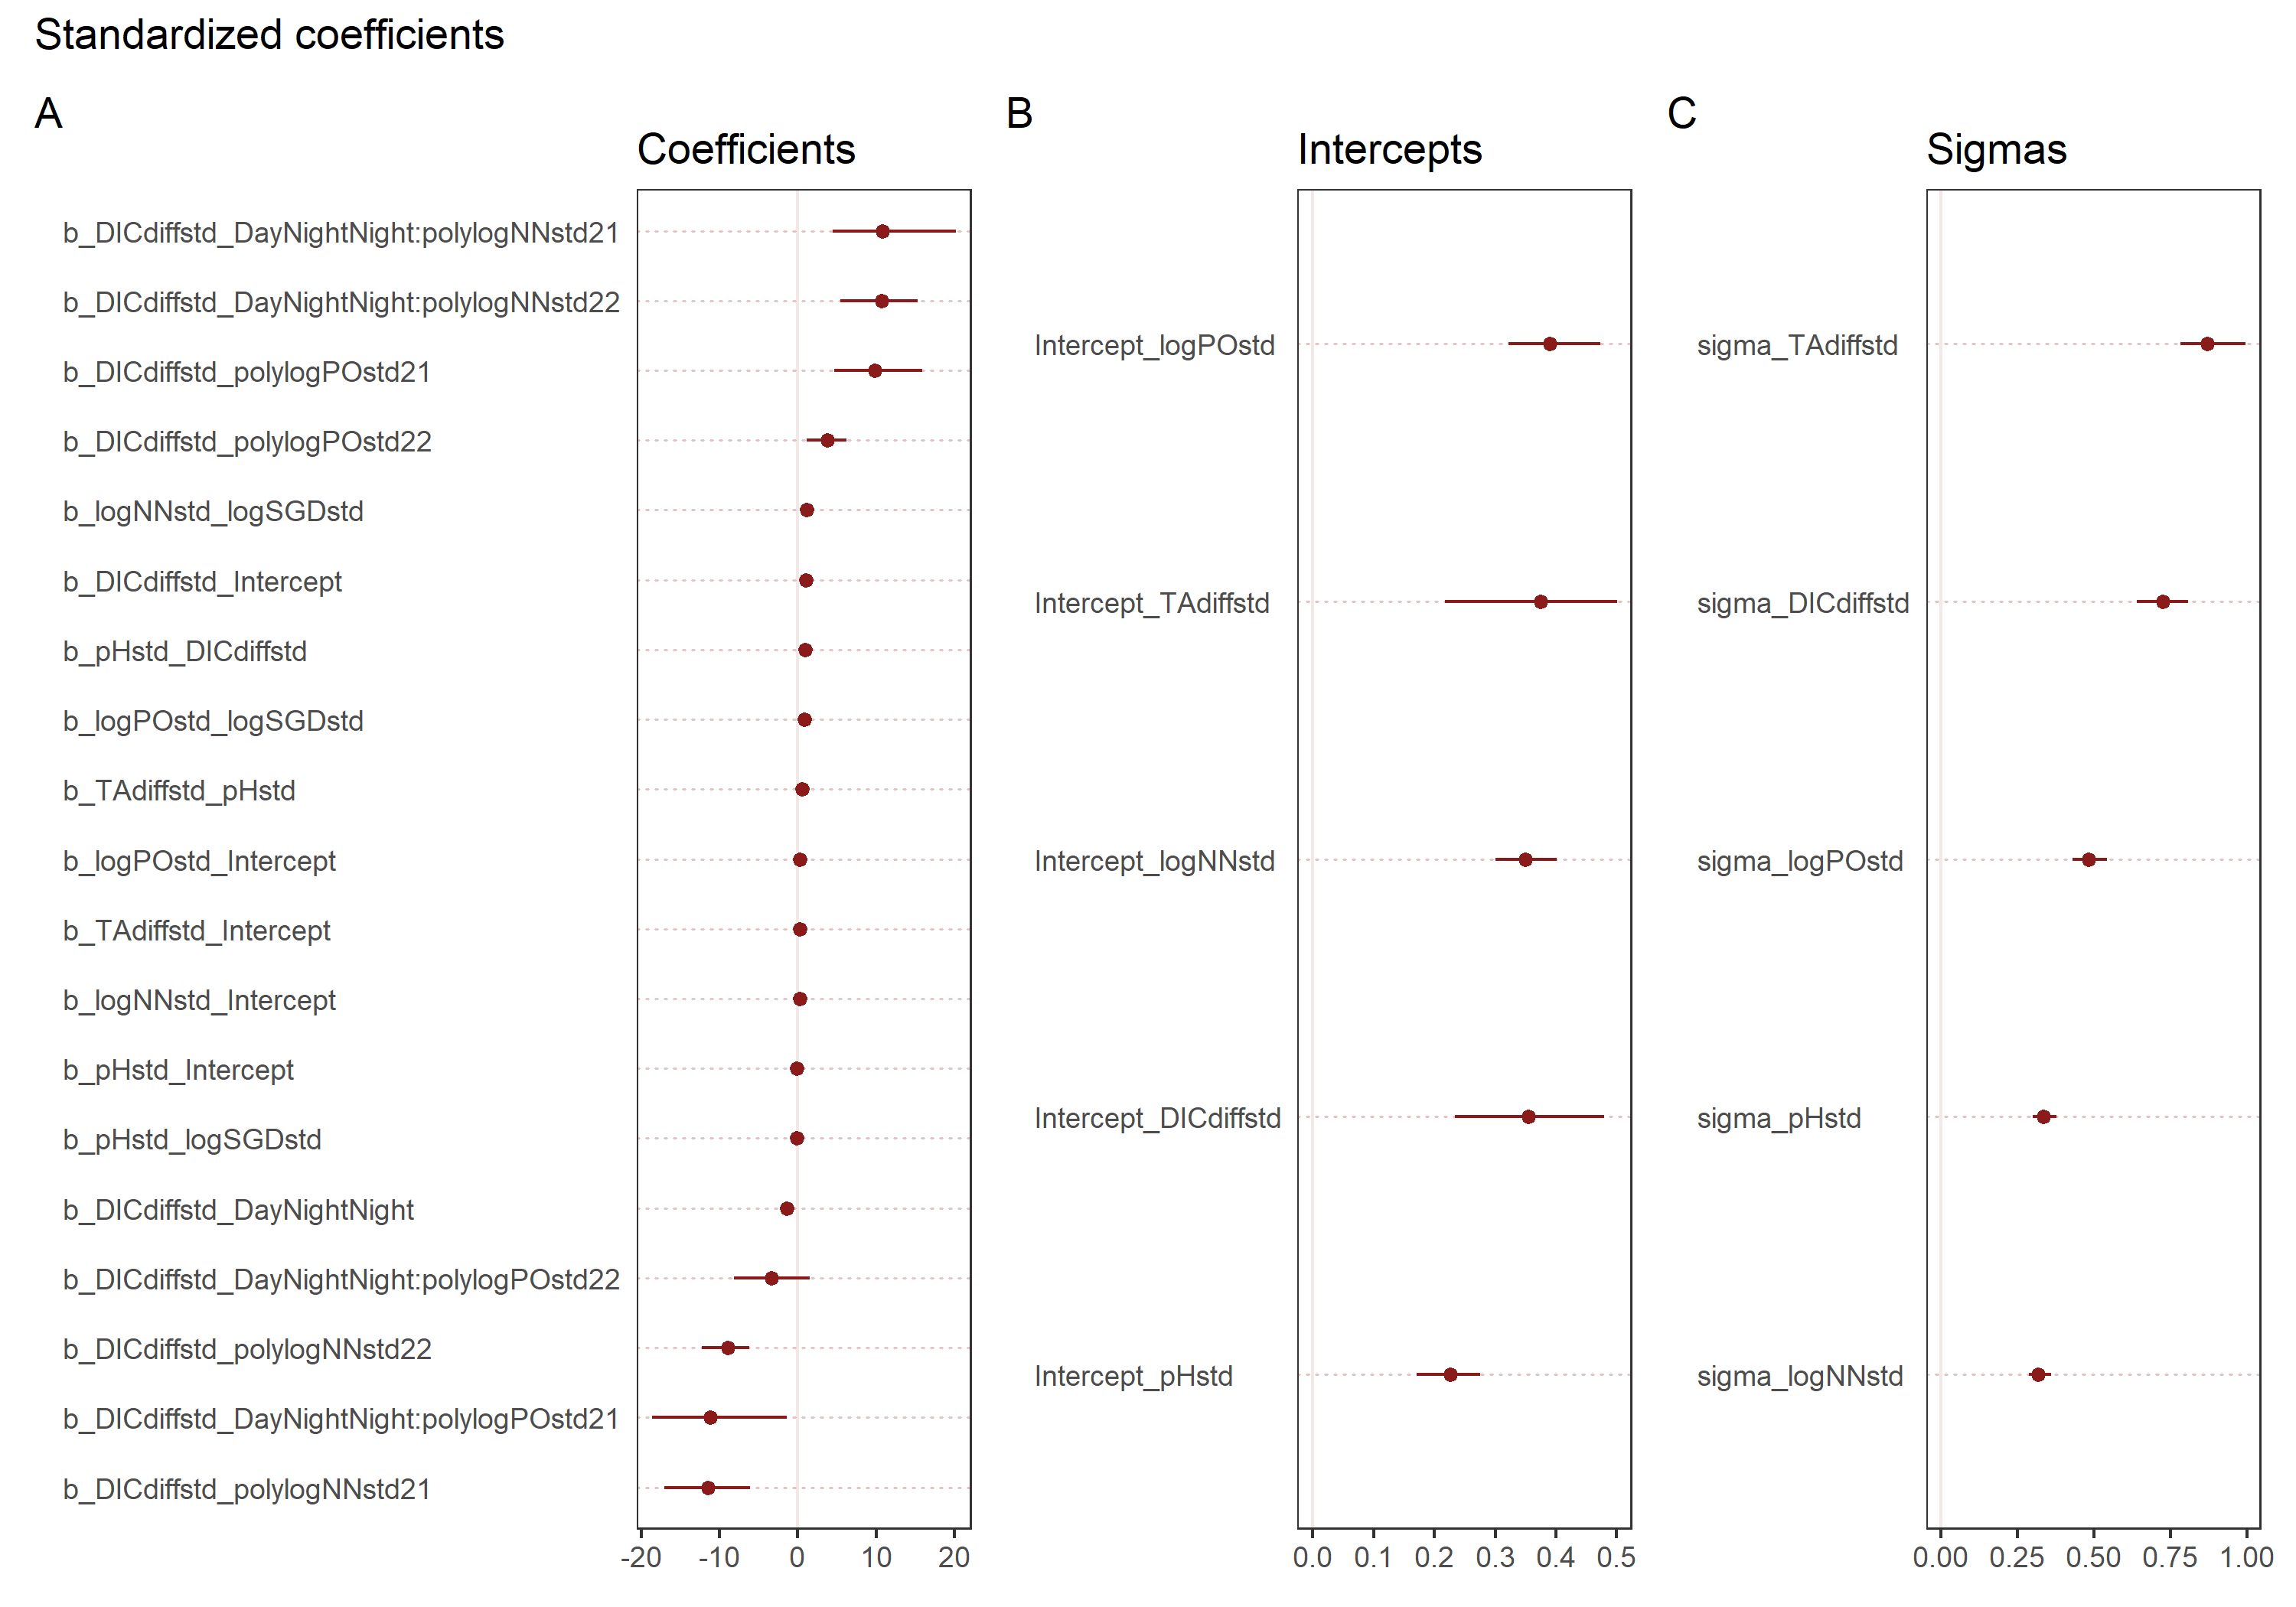 Standardized coefficients
A
Coefficients
b_DICdiffstd_DayNightNight:polylogNNstd21
b_DICdiffstd_DayNightNight:polylogNNstd22
b_DICdiffstd_polylogPOstd21
b_DICdiffstd_polylogPOstd22
b_logNNstd_logSGDstd
b_DICdiffstd_Intercept
b_pHstd_DICdiffstd
b_logPOstd_logSGDstd
b_TAdiffstd_pHstd
b_logPOstd_Intercept
b_TAdiffstd_Intercept
b_logNNstd_Intercept
b_pHstd_Intercept
b_pHstd_logSGDstd
b_DICdiffstd_DayNightNight
b_DICdiffstd_DayNightNight:polylogPOstd22
b_DICdiffstd_polylogNNstd22
b_DICdiffstd_DayNightNight:polylogPOstd21
b_DICdiffstd_polylogNNstd21
-20 -10 0 10 20
B
Intercepts
Intercept_logPOstd
Intercept_TAdiffstd
Intercept_logNNstd
Intercept_DICdiffstd
Intercept_pHstd
0.0 0.1 0.2 0.3 0.4 0.5
C
Sigmas
sigma_TAdiffstd
sigma_DICdiffstd
sigma_logPOstd
sigma_pHstd
sigma_logNNstd
0.00 0.25 0.50 0.75 1.00